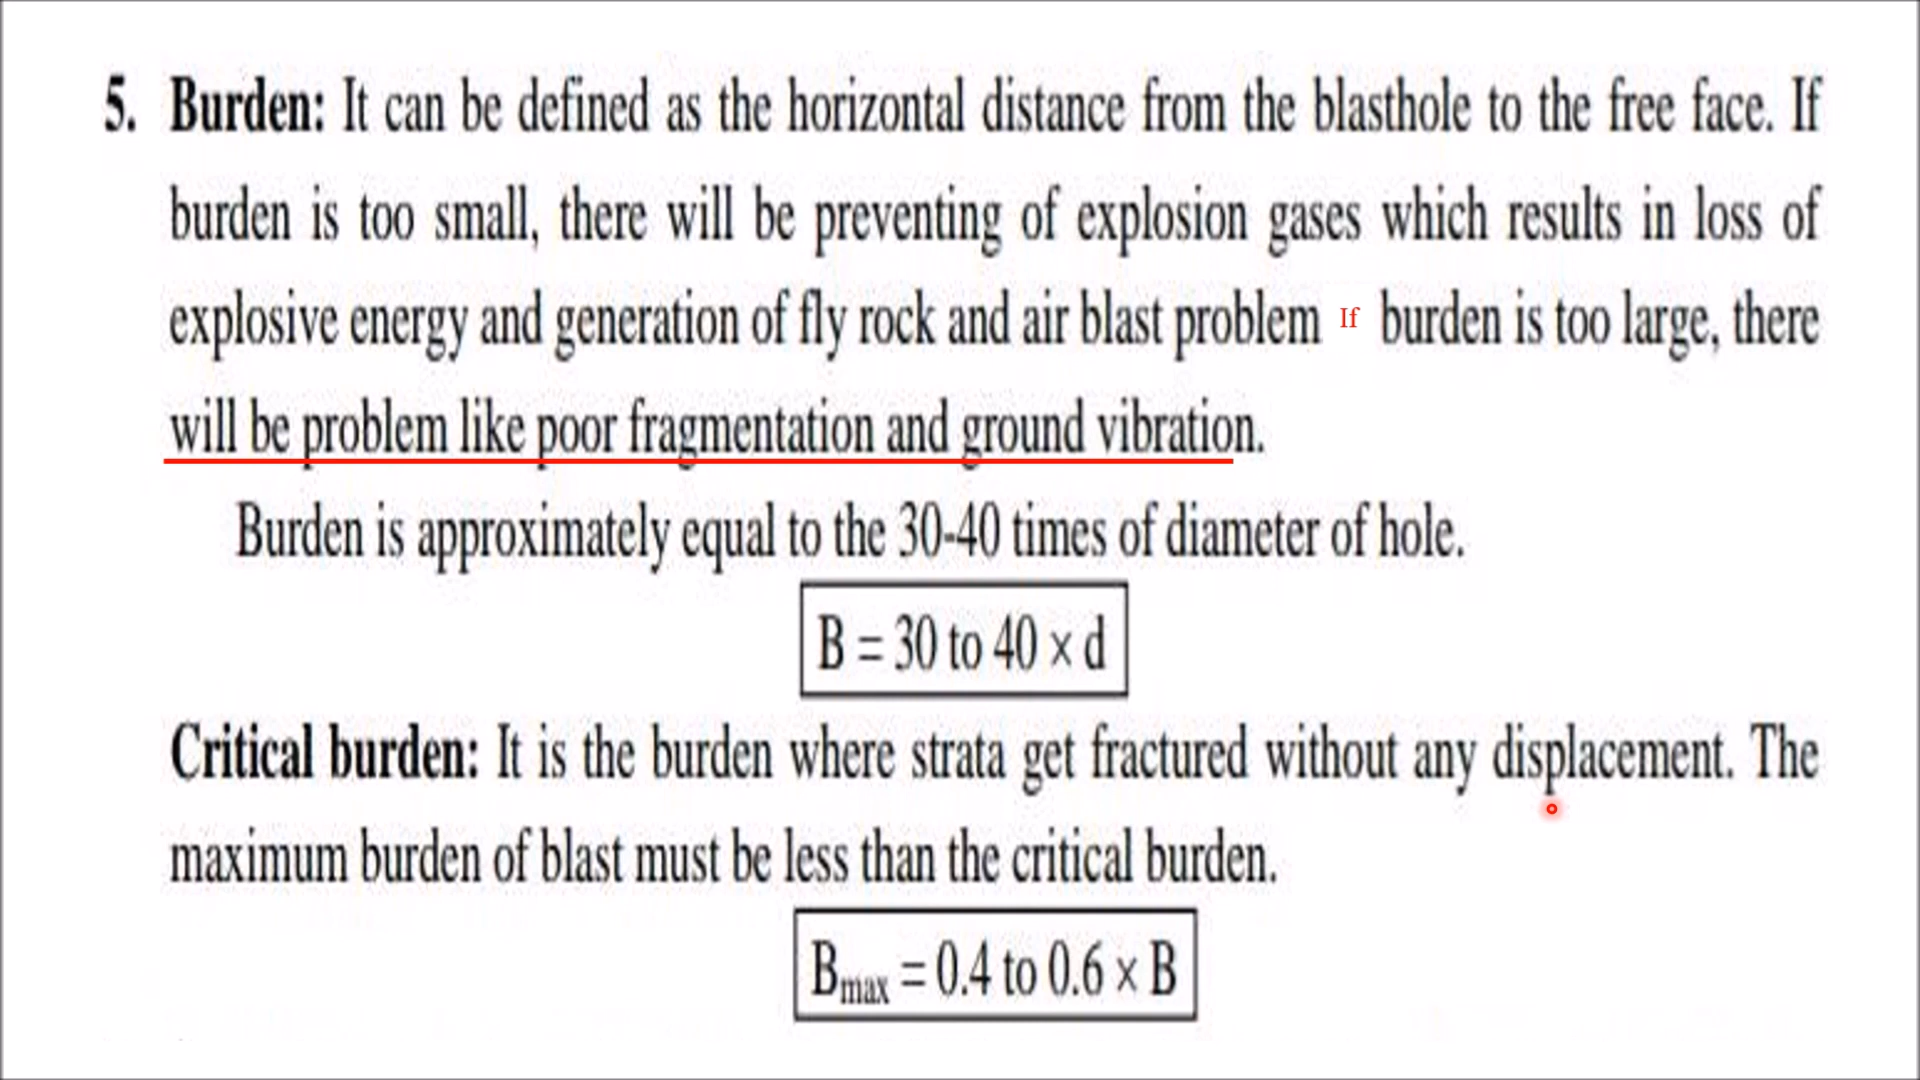 5. Burden: It can be defined as the horizontal distance from the blasthole to the free face. If
burden is too small, there will be preventing of explosion gases which results in loss of
explosive energy and generation of fly rock and air blast problem If burden is too large, there
will be problem like poor fragmentation and ground vibration.
Burden is approximately equal to the 30-40 times of diameter of hole.
B = 30 to 40 × d
Critical burden: It is the burden where strata get fractured without any displacement. The
maximum burden of blast must be less than the critical burden.
Bmax = 0.4 to 0.6 × B